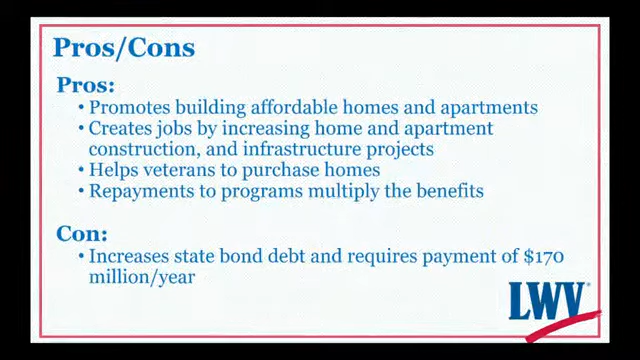 Pros/Cons
Pros:
• Promotes building affordable homes and apartments
• Creates jobs by increasing home and apartment
construction, and infrastructure projects
• Helps veterans to purchase homes
• Repayments to programs multiply the benefits
Con:
• Increases state bond debt and requires payment of $170
million/year
LWV®